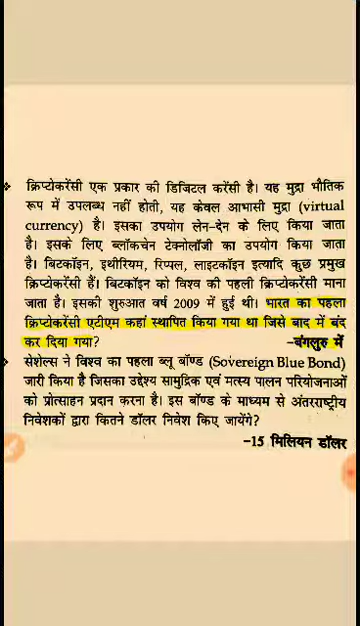 ❖ क्रिप्टोकरेंसी एक प्रकार की डिजिटल करेंसी है। यह मुद्रा भौतिक
रूप में उपलब्ध नहीं होती, यह केवल आभासी मुद्रा (virtual
currency) है। इसका उपयोग लेन-देन के लिए किया जाता
है। इसके लिए ब्लॉकचेन टेक्नोलॉजी का उपयोग किया जाता
है। बिटकॉइन, इथीरियम, रिप्पल, लाइटकॉइन इत्यादि कुछ प्रमुख
क्रिप्टोकरेंसी हैं। बिटकॉइन को विश्व की पहली क्रिप्टोकरेंसी माना
जाता है। इसकी शुरुआत वर्ष 2009 में हुई थी। भारत का पहला
क्रिप्टोकरेंसी एटीएम कहां स्थापित किया गया था जिसे बाद में बंद
कर दिया गया? -बंगलुरु में
❖ सेशेल्स ने विश्व का पहला ब्लू बॉण्ड (Sovereign Blue Bond)
जारी किया है जिसका उद्देश्य सामुद्रिक एवं मत्स्य पालन परियोजनाओं
को प्रोत्साहन प्रदान करना है। इस बॉण्ड के माध्यम से अंतरराष्ट्रीय
निवेशकों द्वारा कितने डॉलर निवेश किए जायेंगे?
-15 मिलियन डॉलर